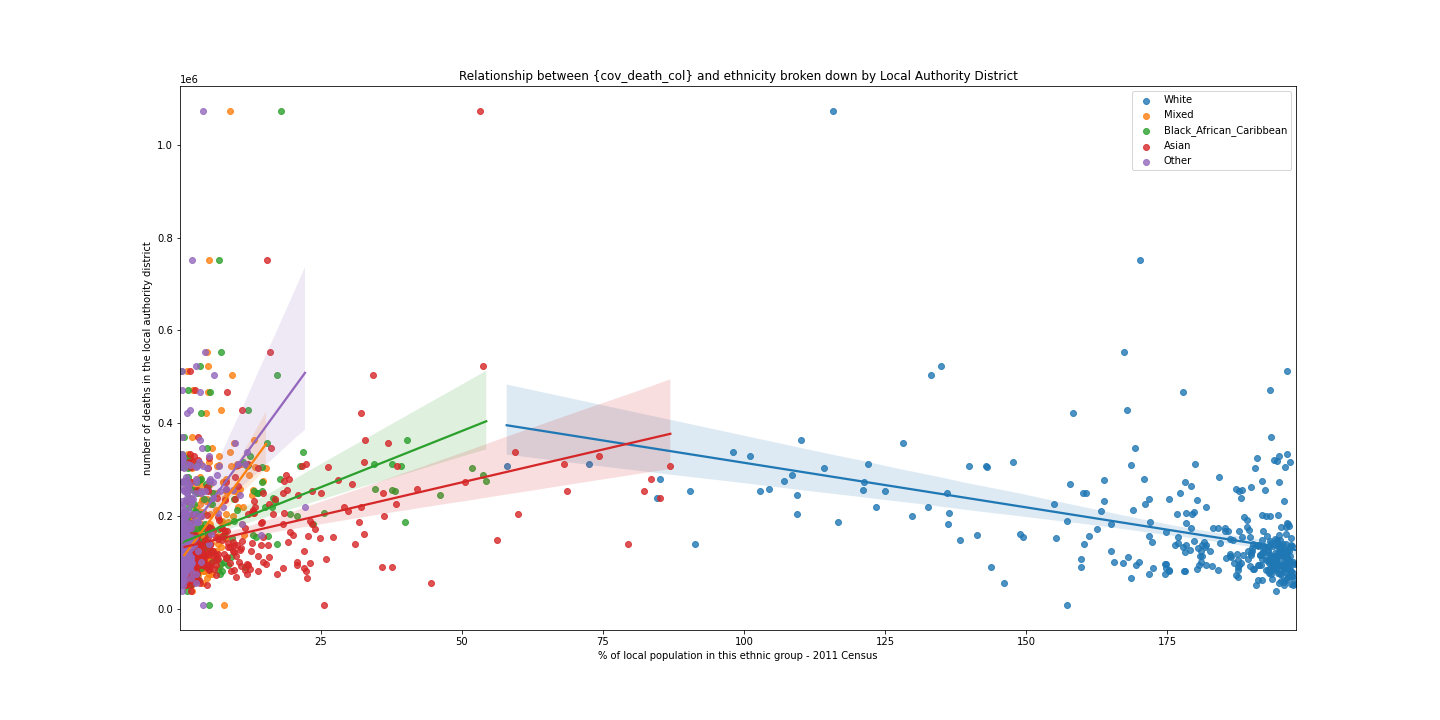 Relationship between {cov_death_col} and ethnicity broken down by Local Authority District
1e6
White
Mixed
Black_African_Caribbean
Asian
Other
1.0
0.8
0.6
0.4
0.2
0.0
number of deaths in the local authority district
25 50 75 100 125 150 175
% of local population in this ethnic group - 2011 Census